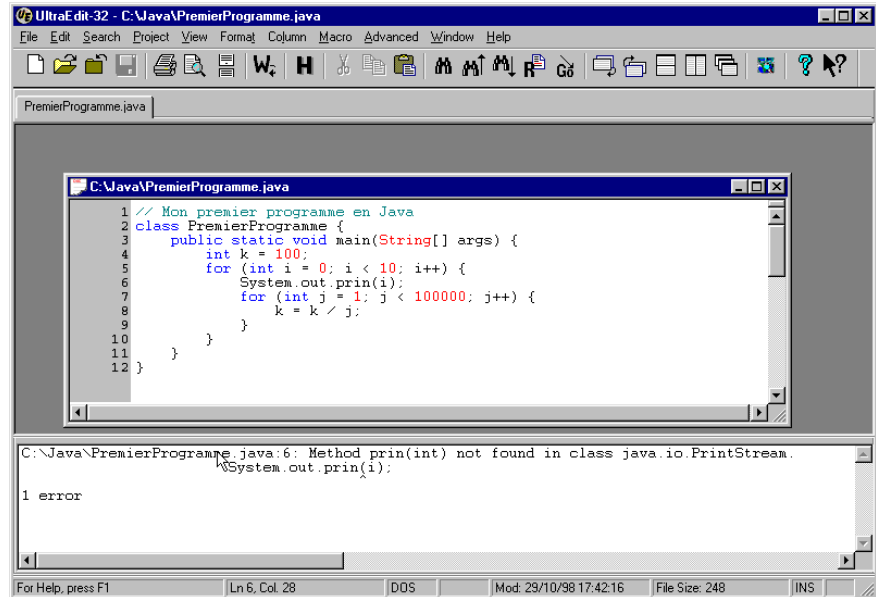 UltraEdit-32 - C:\Java\PremierProgramme.java
File Edit Search Project View Format Column Macro Advanced Window Help
PremierProgramme.java
C:\Java\PremierProgramme.java
1 // Mon premier programme en Java
2 class PremierProgramme {
3     public static void main(String[] args) {
4         int k = 100;
5         for (int i = 0; i < 10; i++) {
6             System.out.prin(i);
7             for (int j = 1; j < 100000; j++) {
8                 k = k / j;
9             }
10         }
11     }
12 }
C:\Java\PremierProgramme.java:6: Method prin(int) not found in class java.io.PrintStream.
System.out.prin(i);
^
1 error
For Help, press F1 Ln 6, Col. 28 DOS Mod: 29/10/98 17:42:16 File Size: 248 INS